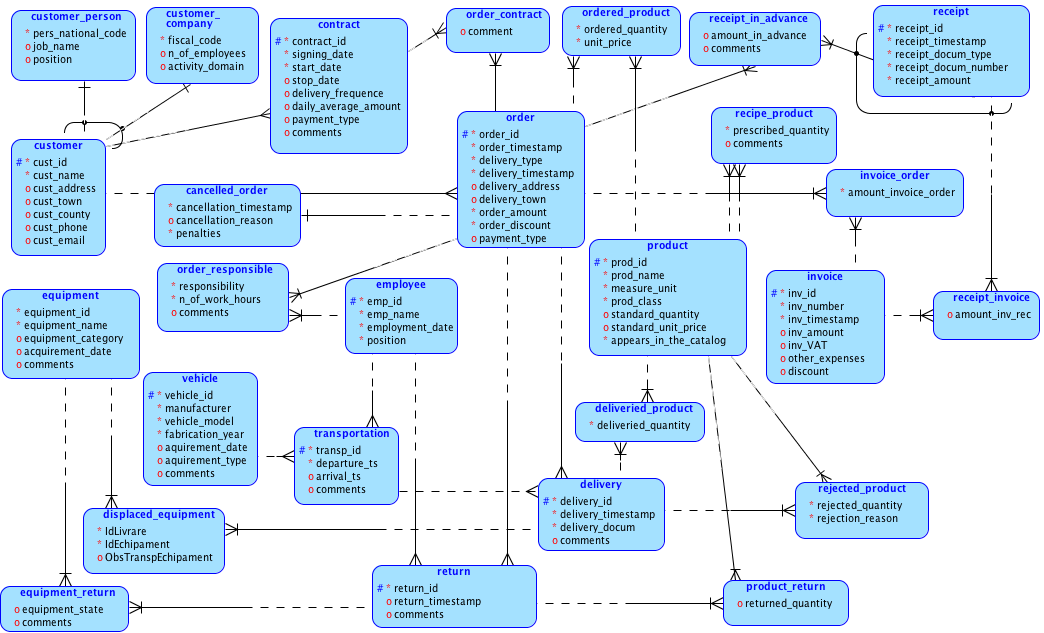 customer_person
* pers_national_code
o job_name
o position
customer_
company
* fiscal_code
o n_of_employees
o activity_domain
contract
# * contract_id
* signing_date
* start_date
o stop_date
o delivery_frequence
o daily_average_amount
o payment_type
o comments
order_contract
o comment
ordered_product
* ordered_quantity
* unit_price
receipt_in_advance
o amount_in_advance
o comments
receipt
# * receipt_id
* receipt_timestamp
* receipt_docum_type
* receipt_docum_number
* receipt_amount
customer
# * cust_id
* cust_name
o cust_address
o cust_town
o cust_county
o cust_phone
o cust_email
cancelled_order
* cancellation_timestamp
o cancellation_reason
* penalties
order
# * order_id
* order_timestamp
* delivery_type
* delivery_timestamp
o delivery_address
o delivery_town
* order_amount
* order_discount
o payment_type
recipe_product
* prescribed_quantity
o comments
invoice_order
* amount_invoice_order
order_responsible
* responsibility
* n_of_work_hours
o comments
employee
# * emp_id
* emp_name
* employment_date
* position
product
# * prod_id
* prod_name
* measure_unit
* prod_class
o standard_quantity
o standard_unit_price
* appears_in_the_catalog
invoice
# * inv_id
* inv_number
* inv_timestamp
o inv_amount
o inv_VAT
o other_expenses
o discount
receipt_invoice
o amount_inv_rec
equipment
* equipment_id
* equipment_name
o equipment_category
o acquirement_date
o comments
vehicle
# * vehicle_id
* manufacturer
* vehicle_model
* fabrication_year
o aquirement_date
o aquirement_type
o comments
transportation
# * transp_id
* departure_ts
o arrival_ts
o comments
deliveried_product
* deliveried_quantity
delivery
# * delivery_id
* delivery_timestamp
* delivery_docum
o comments
rejected_product
* rejected_quantity
* rejection_reason
displaced_equipment
* IdLivrare
* IdEchipament
o ObsTranspEchipament
equipment_return
o equipment_state
o comments
return
# * return_id
o return_timestamp
o comments
product_return
o returned_quantity